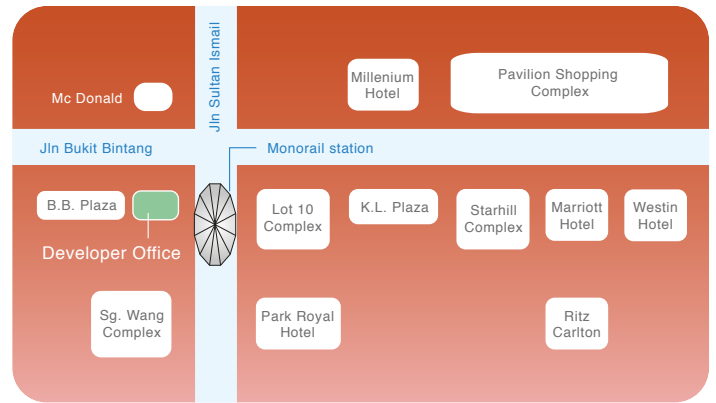 Jln Sultan Ismail
Millenium
Hotel
Pavilion Shopping
Complex
Mc Donald
Jln Bukit Bintang
Monorail station
B.B. Plaza
Lot 10
Complex
K.L. Plaza
Starhill
Complex
Marriott
Hotel
Westin
Hotel
Developer Office
Sg. Wang
Complex
Park Royal
Hotel
Ritz
Carlton